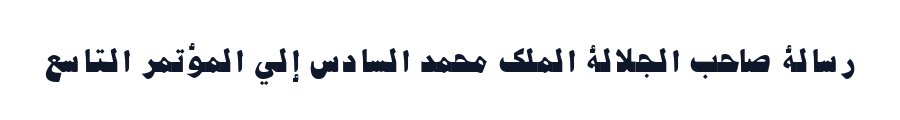 رسالة صاحب الجلالة الملك محمد السادس إلي المؤتمر التاسع